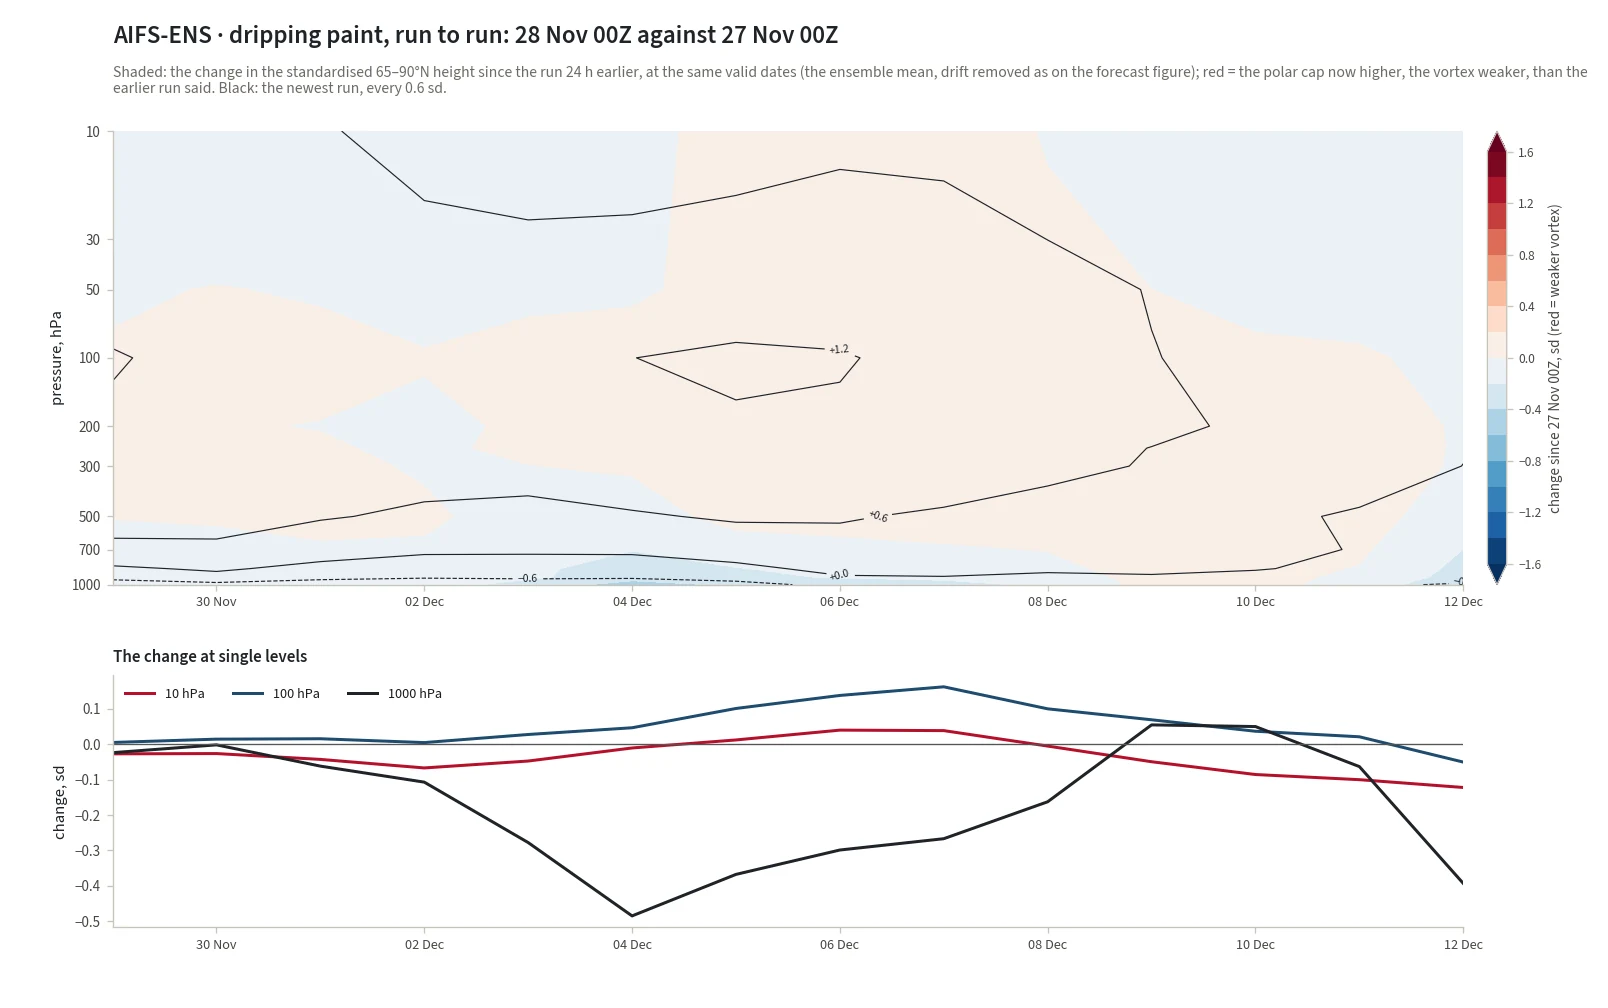 AIFS-ENS · dripping paint, run to run: 28 Nov 00Z against 27 Nov 00Z
Shaded: the change in the standardised 65–90°N height since the run 24 h earlier, at the same valid dates (the ensemble mean, drift removed as on the forecast figure); red = the polar cap now higher, the vortex weaker, than the
earlier run said. Black: the newest run, every 0.6 sd.
pressure, hPa
10
30
50
100
200
300
500
700
1000
+1.2
+0.6
+0.0
−0.6
30 Nov
02 Dec
04 Dec
06 Dec
08 Dec
10 Dec
12 Dec
1.6
1.2
0.8
0.4
0.0
−0.4
−0.8
−1.2
−1.6
change since 27 Nov 00Z, sd (red = weaker vortex)
The change at single levels
10 hPa
100 hPa
1000 hPa
change, sd
0.1
0.0
−0.1
−0.2
−0.3
−0.4
−0.5
30 Nov
02 Dec
04 Dec
06 Dec
08 Dec
10 Dec
12 Dec